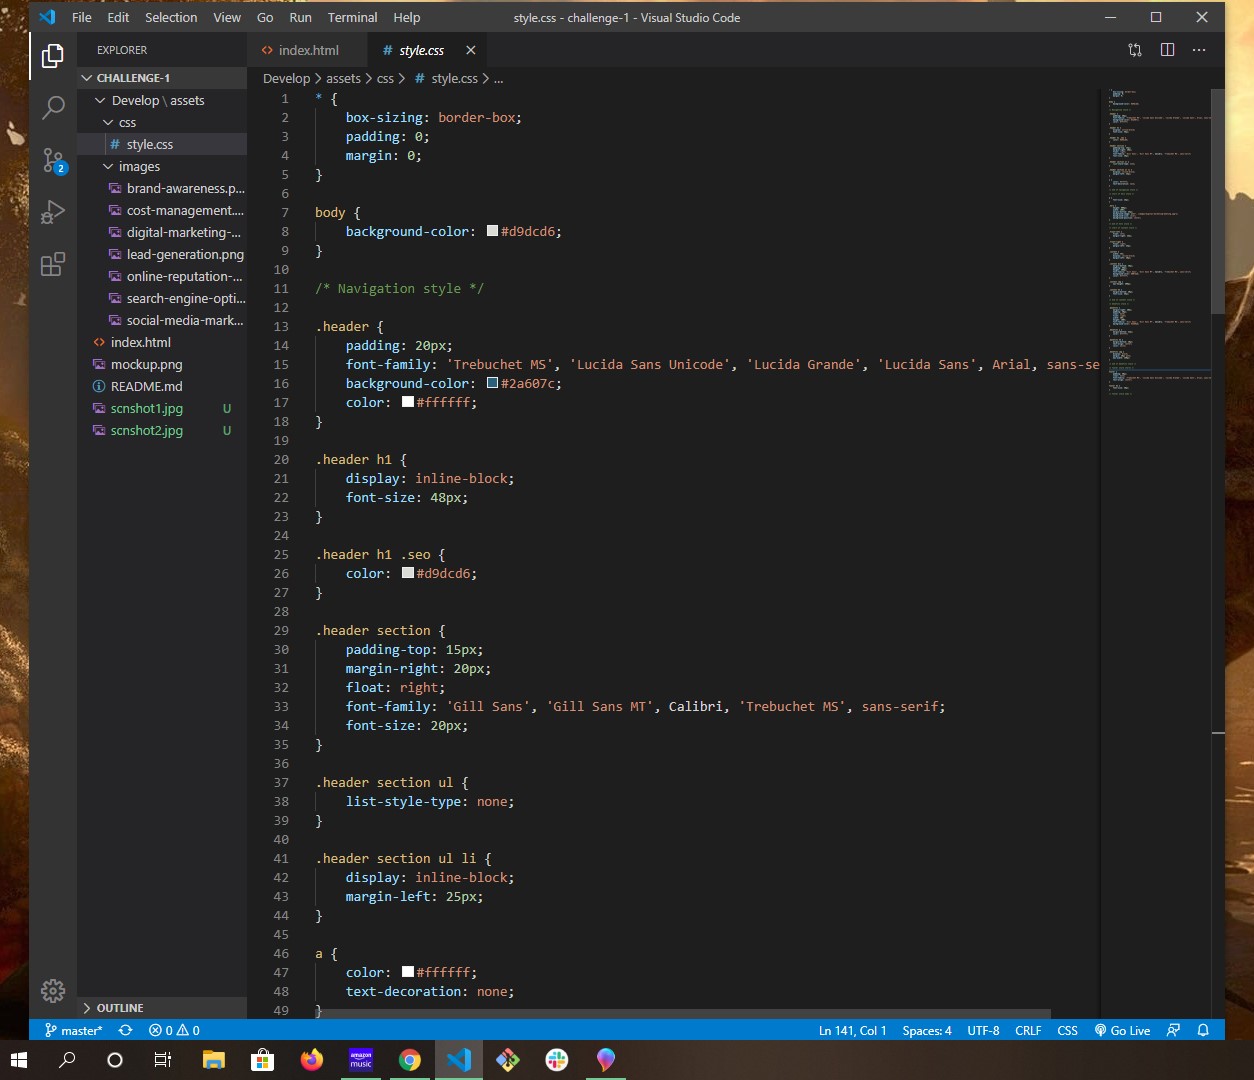 File Edit Selection View Go Run Terminal Help
style.css - challenge-1 - Visual Studio Code
EXPLORER
CHALLENGE-1
Develop \ assets
css
# style.css
images
brand-awareness.p...
cost-management....
digital-marketing-...
lead-generation.png
online-reputation-...
search-engine-opti...
social-media-mark...
<> index.html
mockup.png
README.md
scnshot1.jpg U
scnshot2.jpg U
OUTLINE
2
<> index.html
# style.css
Develop > assets > css > # style.css > ...
1 * {
2 box-sizing: border-box;
3 padding: 0;
4 margin: 0;
5 }
6
7 body {
8 background-color: #d9dcd6;
9 }
10
11 /* Navigation style */
12
13 .header {
14 padding: 20px;
15 font-family: 'Trebuchet MS', 'Lucida Sans Unicode', 'Lucida Grande', 'Lucida Sans', Arial, sans-se
16 background-color: #2a607c;
17 color: #ffffff;
18 }
19
20 .header h1 {
21 display: inline-block;
22 font-size: 48px;
23 }
24
25 .header h1 .seo {
26 color: #d9dcd6;
27 }
28
29 .header section {
30 padding-top: 15px;
31 margin-right: 20px;
32 float: right;
33 font-family: 'Gill Sans', 'Gill Sans MT', Calibri, 'Trebuchet MS', sans-serif;
34 font-size: 20px;
35 }
36
37 .header section ul {
38 list-style-type: none;
39 }
40
41 .header section ul li {
42 display: inline-block;
43 margin-left: 25px;
44 }
45
46 a {
47 color: #ffffff;
48 text-decoration: none;
49 }
master* 0 0
Ln 141, Col 1 Spaces: 4 UTF-8 CRLF CSS Go Live
amazon
music